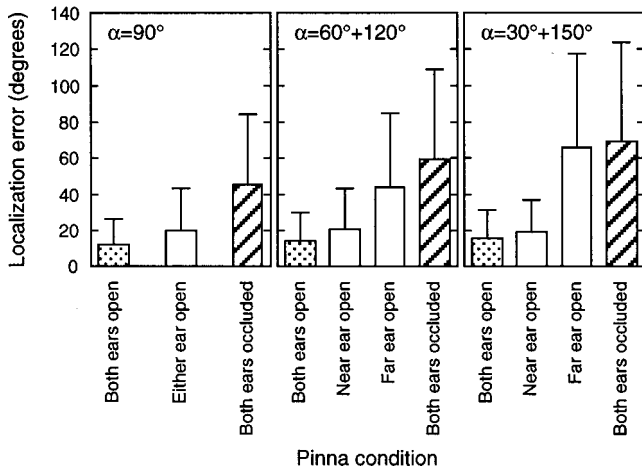 140
120
100
80
60
40
20
0
Localization error (degrees)
α=90°
α=60°+120°
α=30°+150°
Both ears open
Either ear open
Both ears occluded
Both ears open
Near ear open
Far ear open
Both ears occluded
Both ears open
Near ear open
Far ear open
Both ears occluded
Pinna condition